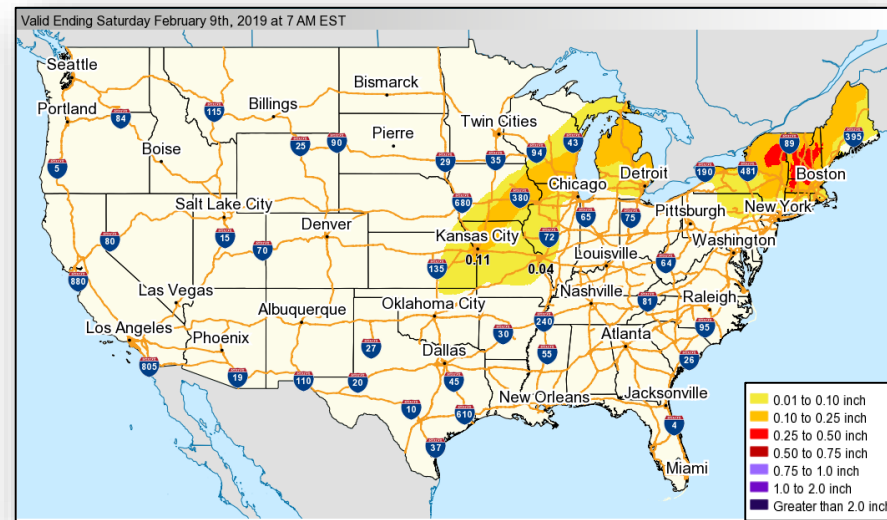 Valid Ending Saturday February 9th, 2019 at 7 AM EST
Seattle
Portland
84
115
Billings
Bismarck
Twin Cities
43
89
395
Boise
25
90
Pierre
29
35
94
190
481
Boston
5
Detroit
Chicago
680
380
New York
Salt Lake City
Pittsburgh
65
75
80
15
70
Denver
Kansas City
72
Washington
0.11
0.04
Louisville
64
880
135
Las Vegas
Oklahoma City
Nashville
81
Raleigh
Los Angeles
Albuquerque
Phoenix
27
30
240
95
Atlanta
805
19
110
20
Dallas
55
26
45
10
610
New Orleans
Jacksonville
37
4
Miami
0.01 to 0.10 inch
0.10 to 0.25 inch
0.25 to 0.50 inch
0.50 to 0.75 inch
0.75 to 1.0 inch
1.0 to 2.0 inch
Greater than 2.0 inch